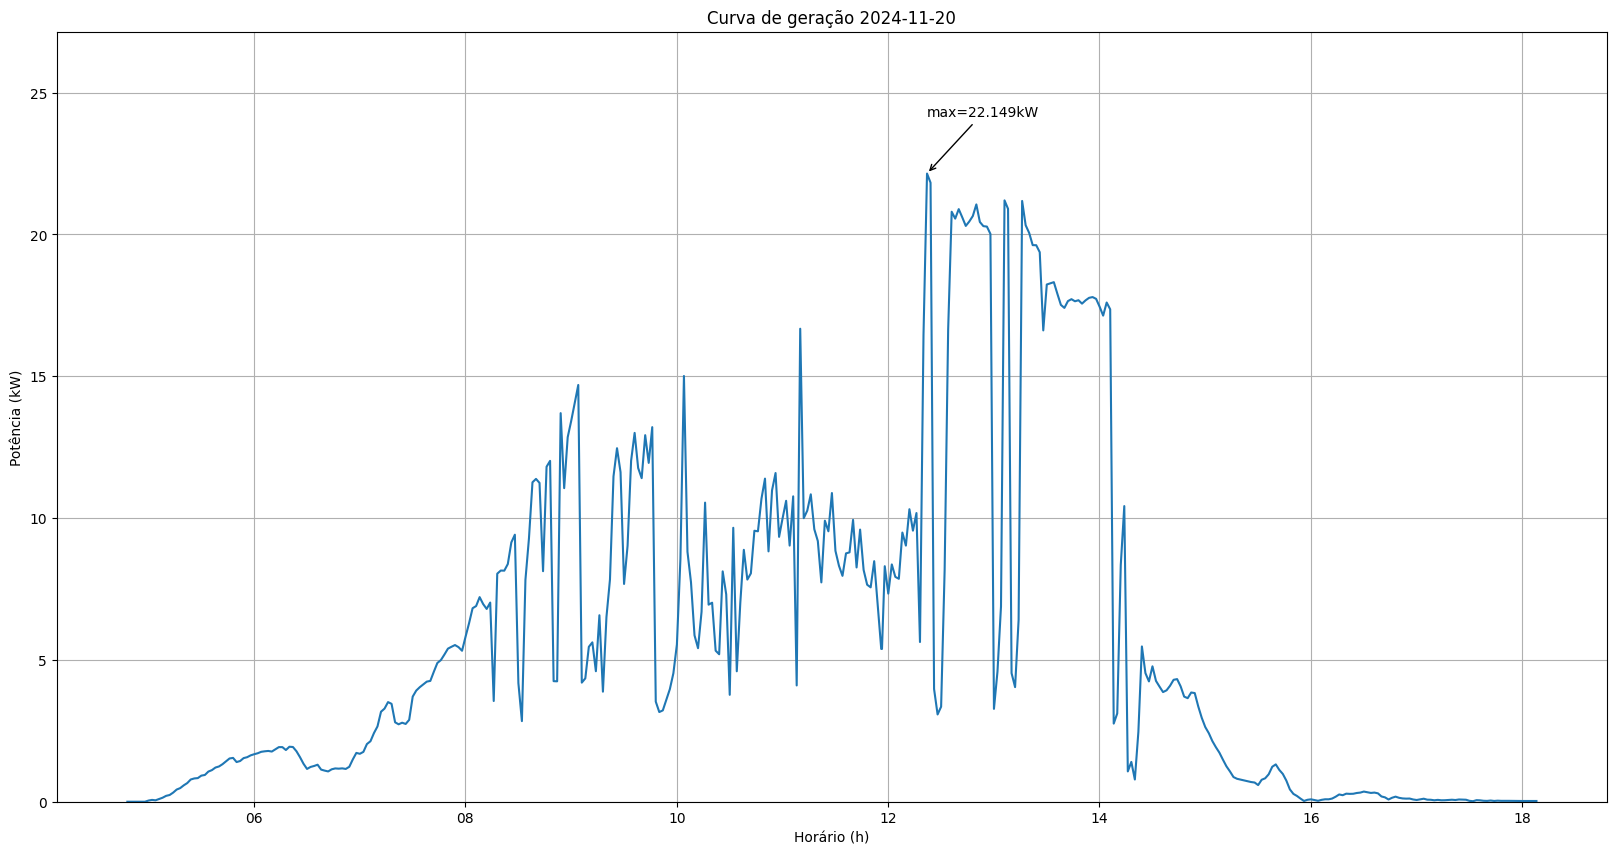 Curva de geração 2024-11-20
25
max=22.149kW
20
15
Potência (kW)
10
5
0
06 08 10 12 14 16 18
Horário (h)